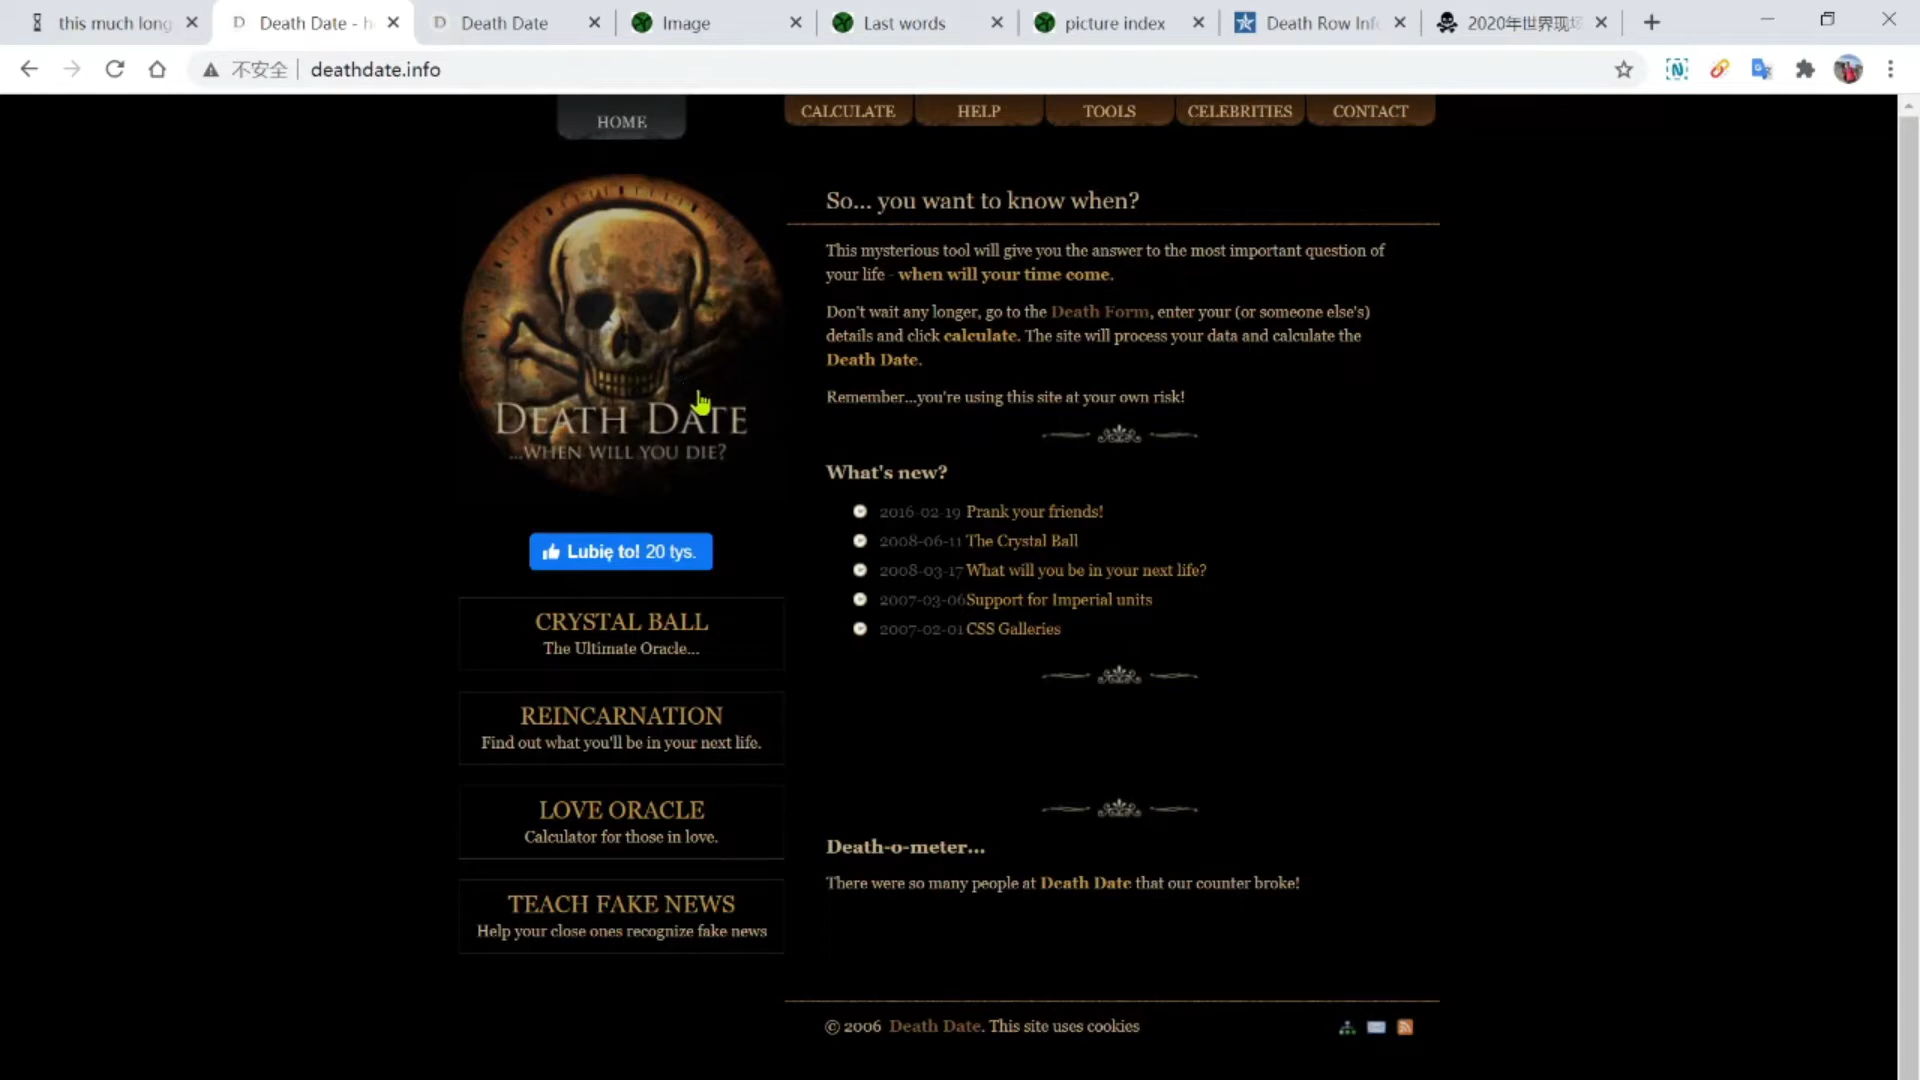 this much long
Death Date - h
Death Date
Image
Last words
picture index
Death Row Inf
2020年世界现场
不安全
deathdate.info
HOME
CALCULATE
HELP
TOOLS
CELEBRITIES
CONTACT
DEATH DATE
...WHEN WILL YOU DIE?
Lubię to! 20 tys.
CRYSTAL BALL
The Ultimate Oracle...
REINCARNATION
Find out what you'll be in your next life.
LOVE ORACLE
Calculator for those in love.
TEACH FAKE NEWS
Help your close ones recognize fake news
So... you want to know when?
This mysterious tool will give you the answer to the most important question of
your life - when will your time come.
Don't wait any longer, go to the Death Form, enter your (or someone else's)
details and click calculate. The site will process your data and calculate the
Death Date.
Remember...you're using this site at your own risk!
What's new?
2016-02-19 Prank your friends!
2008-06-11 The Crystal Ball
2008-03-17 What will you be in your next life?
2007-03-06 Support for Imperial units
2007-02-01 CSS Galleries
Death-o-meter...
There were so many people at Death Date that our counter broke!
© 2006 Death Date. This site uses cookies